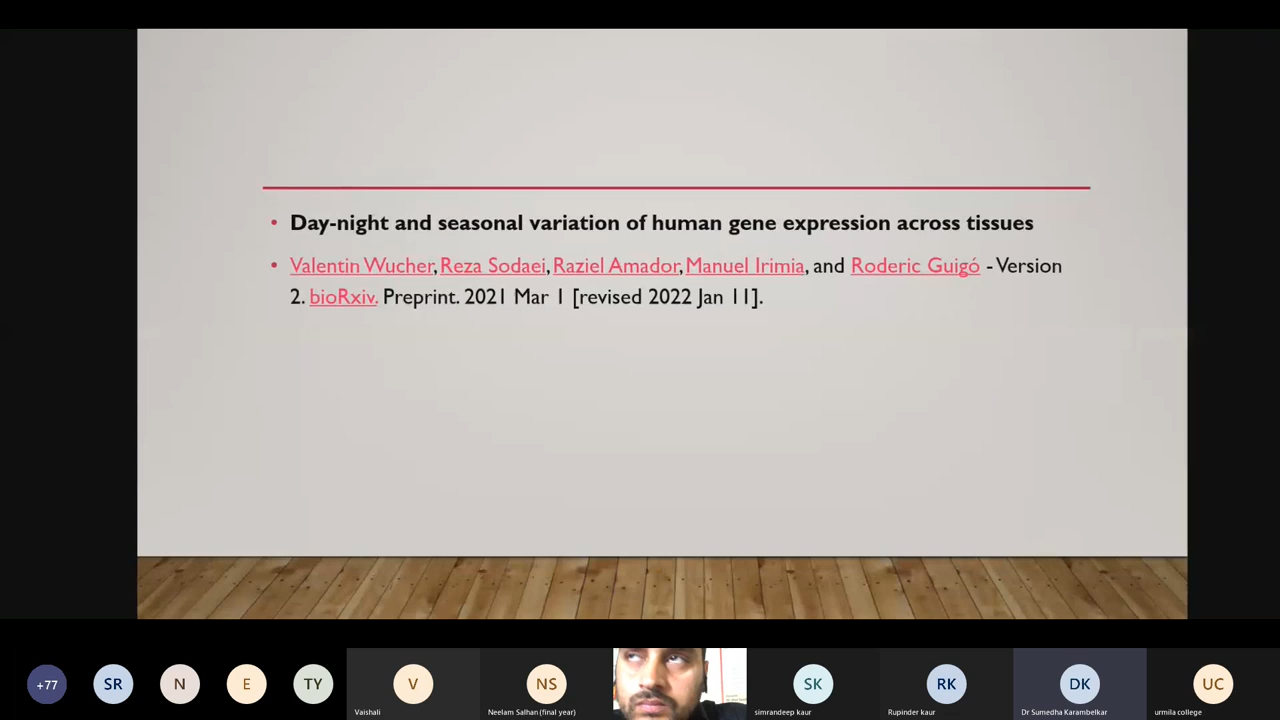 • Day-night and seasonal variation of human gene expression across tissues
• Valentin Wucher, Reza Sodaei, Raziel Amador, Manuel Irimia, and Roderic Guigó - Version
2. bioRxiv. Preprint. 2021 Mar 1 [revised 2022 Jan 11].
+77 SR N E TY V NS SK RK DK UC
Vaishali Neelam Salhan (final year) simrandeep kaur Rupinder kaur Dr Sumedha Karambelkar urmila college